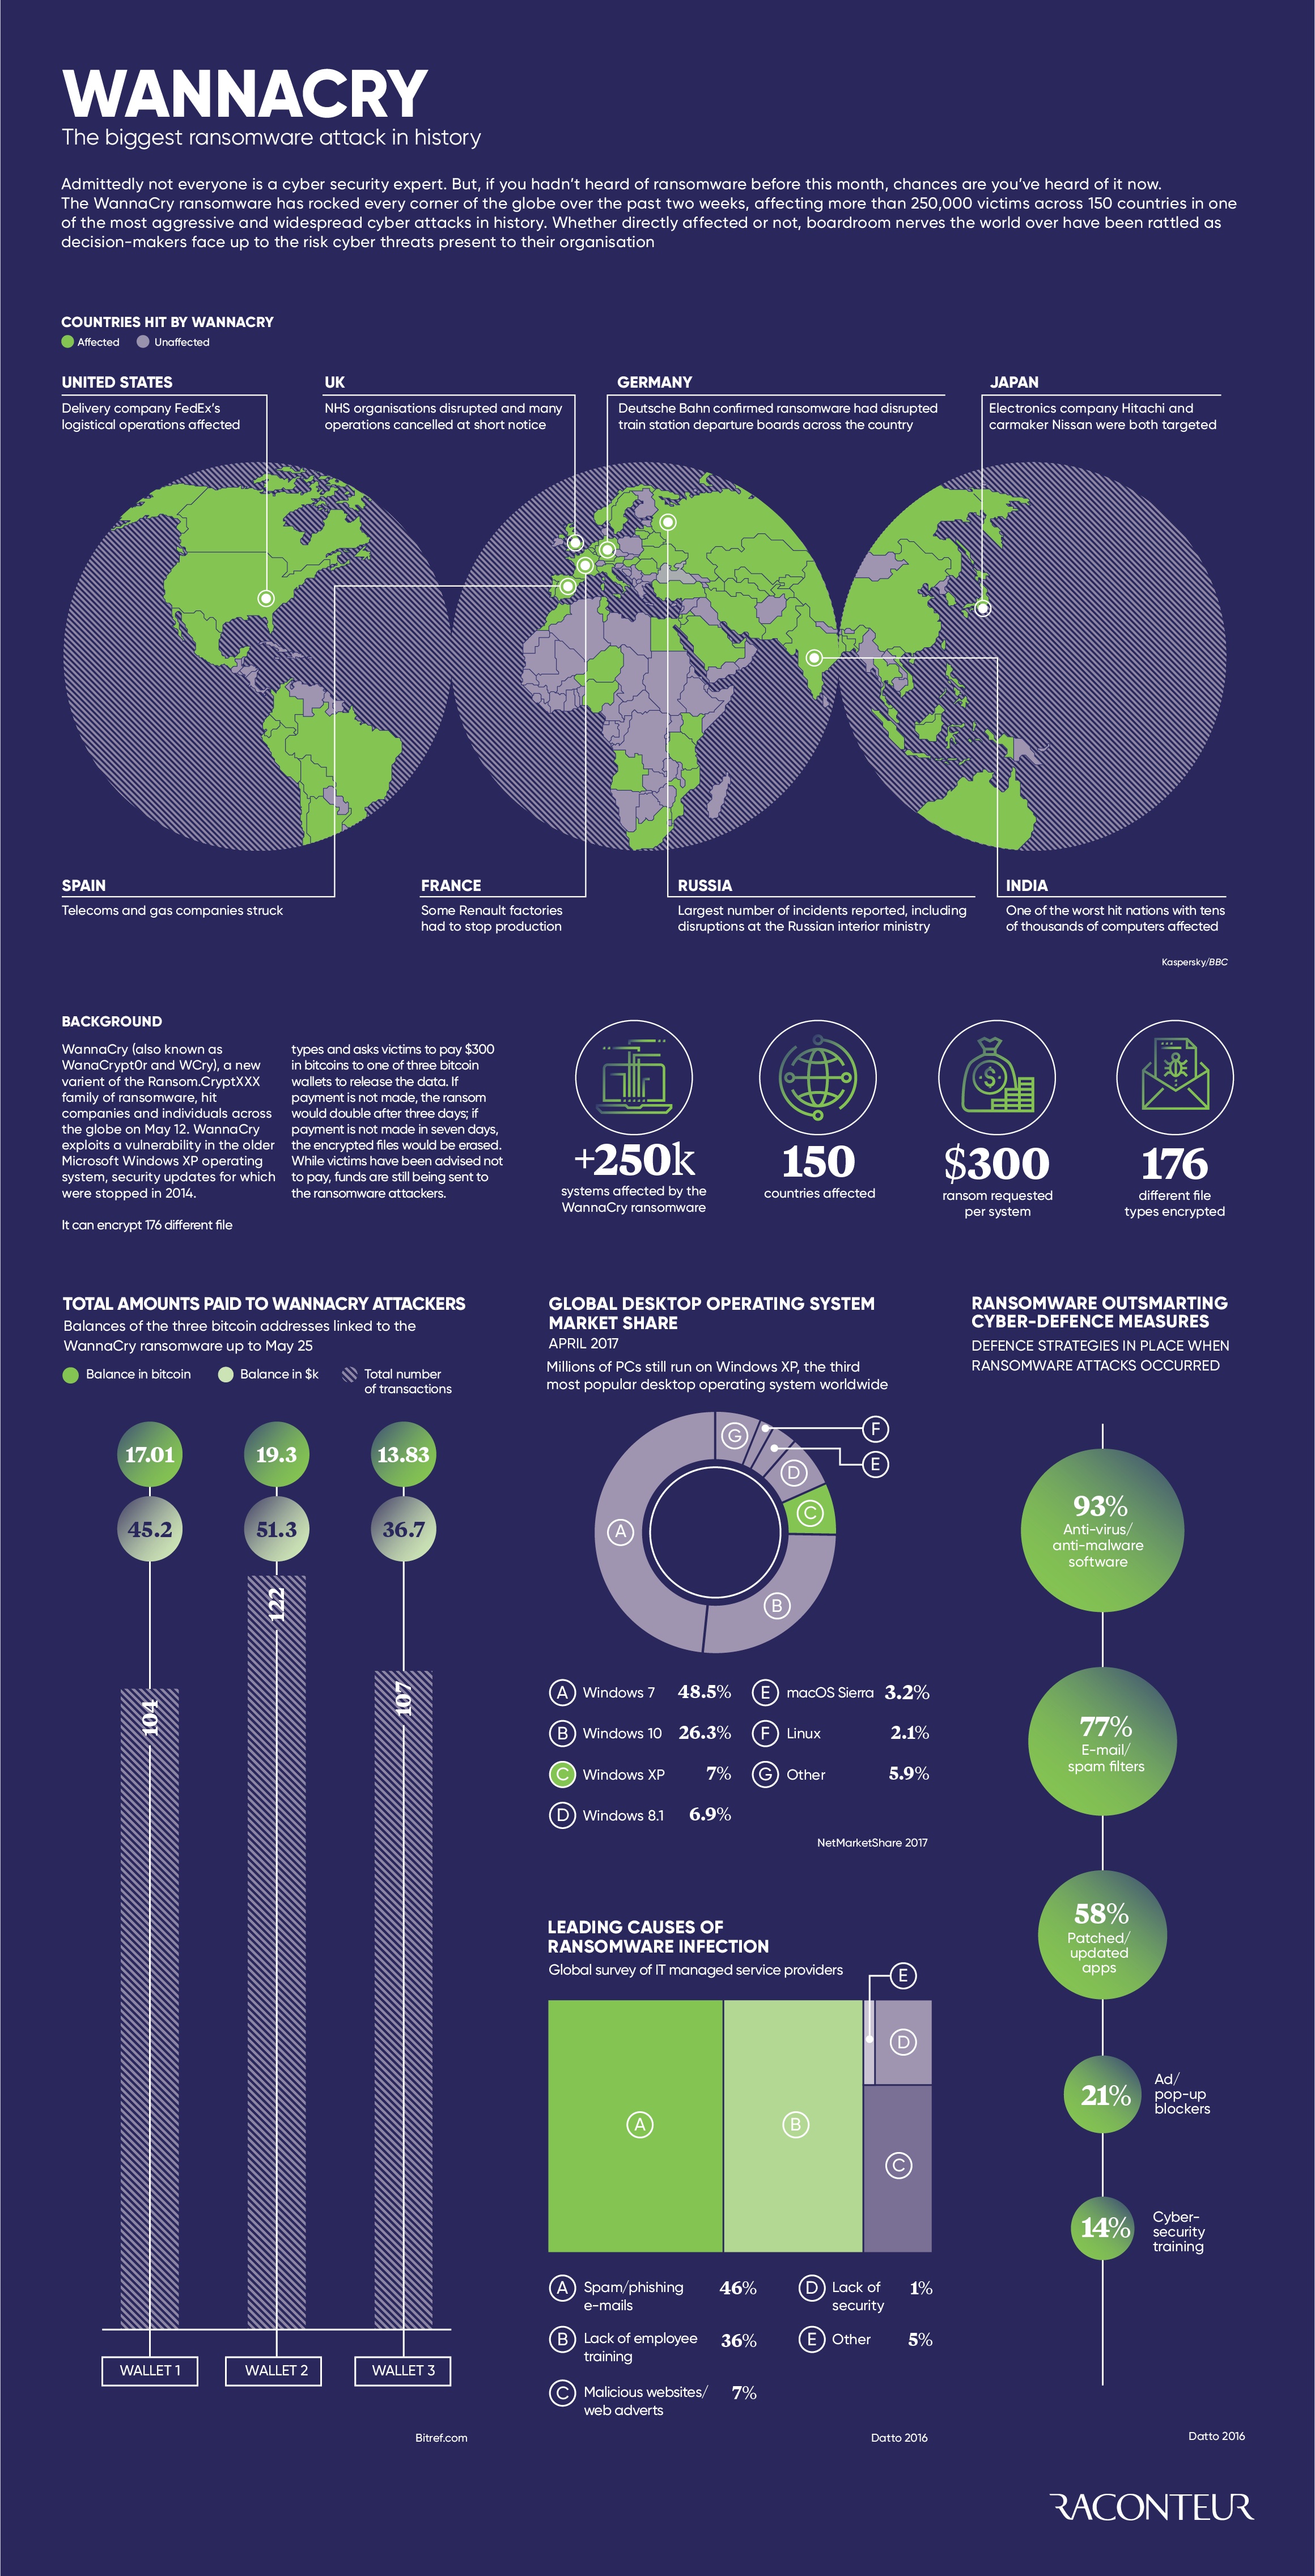 WANNACRY
The biggest ransomware attack in history
Admittedly not everyone is a cyber security expert. But, if you hadn't heard of ransomware before this month, chances are you've heard of it now.
The WannaCry ransomware has rocked every corner of the globe over the past two weeks, affecting more than 250,000 victims across 150 countries in one
of the most aggressive and widespread cyber attacks in history. Whether directly affected or not, boardroom nerves the world over have been rattled as
decision-makers face up to the risk cyber threats present to their organisation
COUNTRIES HIT BY WANNACRY
Affected
Unaffected
UNITED STATES
Delivery company FedEx's
logistical operations affected
UK
NHS organisations disrupted and many
operations cancelled at short notice
GERMANY
Deutsche Bahn confirmed ransomware had disrupted
train station departure boards across the country
JAPAN
Electronics company Hitachi and
carmaker Nissan were both targeted
SPAIN
Telecoms and gas companies struck
FRANCE
Some Renault factories
had to stop production
RUSSIA
Largest number of incidents reported, including
disruptions at the Russian interior ministry
INDIA
One of the worst hit nations with tens
of thousands of computers affected
Kaspersky/BBC
BACKGROUND
WannaCry (also known as
WanaCrypt0r and WCry), a new
varient of the Ransom.CryptXXX
family of ransomware, hit
companies and individuals across
the globe on May 12. WannaCry
exploits a vulnerability in the older
Microsoft Windows XP operating
system, security updates for which
were stopped in 2014.
It can encrypt 176 different file
types and asks victims to pay $300
in bitcoins to one of three bitcoin
wallets to release the data. If
payment is not made, the ransom
would double after three days; if
payment is not made in seven days,
the encrypted files would be erased.
While victims have been advised not
to pay, funds are still being sent to
the ransomware attackers.
+250k
systems affected by the
WannaCry ransomware
150
countries affected
$
$300
ransom requested
per system
176
different file
types encrypted
TOTAL AMOUNTS PAID TO WANNACRY ATTACKERS
Balances of the three bitcoin addresses linked to the
WannaCry ransomware up to May 25
Balance in bitcoin
Balance in $k
Total number
of transactions
17.01
19.3
13.83
45.2
51.3
36.7
104
122
107
WALLET 1
WALLET 2
WALLET 3
Bitref.com
GLOBAL DESKTOP OPERATING SYSTEM
MARKET SHARE
APRIL 2017
Millions of PCs still run on Windows XP, the third
most popular desktop operating system worldwide
G
F
E
D
C
A
B
A Windows 7 48.5%
B Windows 10 26.3%
C Windows XP 7%
D Windows 8.1 6.9%
E macOS Sierra 3.2%
F Linux 2.1%
G Other 5.9%
NetMarketShare 2017
LEADING CAUSES OF
RANSOMWARE INFECTION
Global survey of IT managed service providers
E
D
A
B
C
A Spam/phishing 46%
e-mails
B Lack of employee 36%
training
C Malicious websites/ 7%
web adverts
D Lack of 1%
security
E Other 5%
Datto 2016
RANSOMWARE OUTSMARTING
CYBER-DEFENCE MEASURES
DEFENCE STRATEGIES IN PLACE WHEN
RANSOMWARE ATTACKS OCCURRED
93%
Anti-virus/
anti-malware
software
77%
E-mail/
spam filters
58%
Patched/
updated
apps
21%
Ad/
pop-up
blockers
14%
Cyber-
security
training
Datto 2016
RACONTEUR